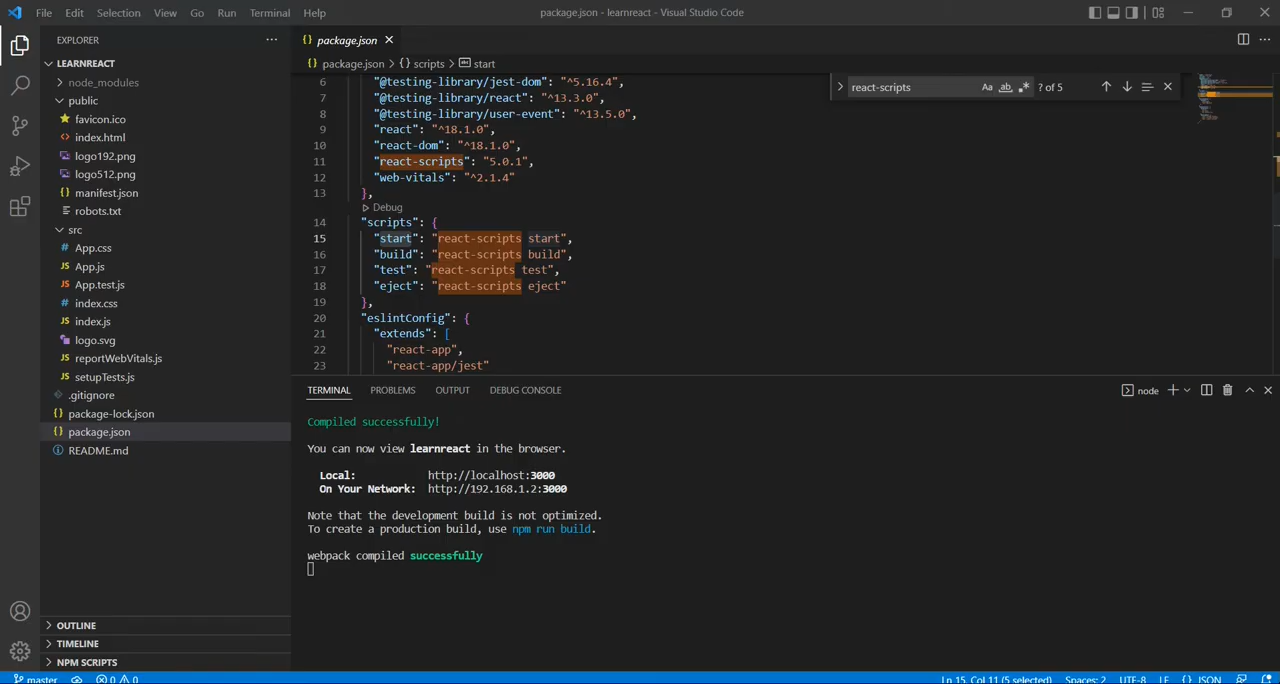 File Edit Selection View Go Run Terminal Help
package.json - learnreact - Visual Studio Code
EXPLORER
LEARNREACT
node_modules
public
favicon.ico
index.html
logo192.png
logo512.png
manifest.json
robots.txt
src
App.css
App.js
App.test.js
index.css
index.js
logo.svg
reportWebVitals.js
setupTests.js
.gitignore
package-lock.json
package.json
README.md
OUTLINE
TIMELINE
NPM SCRIPTS
{} package.json
{} package.json > {} scripts > start
react-scripts Aa ab ? of 5
6 "@testing-library/jest-dom": "^5.16.4",
7 "@testing-library/react": "^13.3.0",
8 "@testing-library/user-event": "^13.5.0",
9 "react": "^18.1.0",
10 "react-dom": "^18.1.0",
11 "react-scripts": "5.0.1",
12 "web-vitals": "^2.1.4"
13 },
Debug
14 "scripts": {
15 "start": "react-scripts start",
16 "build": "react-scripts build",
17 "test": "react-scripts test",
18 "eject": "react-scripts eject"
19 },
20 "eslintConfig": {
21 "extends": [
22 "react-app",
23 "react-app/jest"
TERMINAL PROBLEMS OUTPUT DEBUG CONSOLE
node
Compiled successfully!
You can now view learnreact in the browser.
Local: http://localhost:3000
On Your Network: http://192.168.1.2:3000
Note that the development build is not optimized.
To create a production build, use npm run build.
webpack compiled successfully
master 0 0 Ln 15, Col 11 (5 selected) Spaces: 2 UTF-8 LF {} JSON